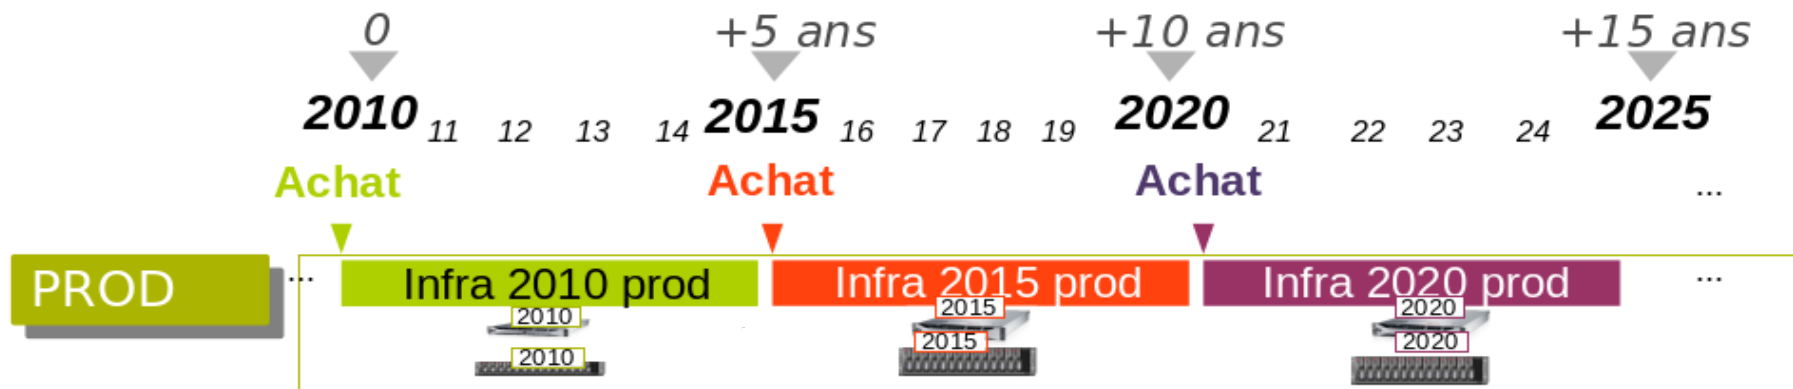 0 +5 ans +10 ans +15 ans
2010 11 12 13 14 2015 16 17 18 19 2020 21 22 23 24 2025
Achat Achat Achat ...
PROD ... Infra 2010 prod Infra 2015 prod Infra 2020 prod ...
2010 2015 2020
2010 2015 2020